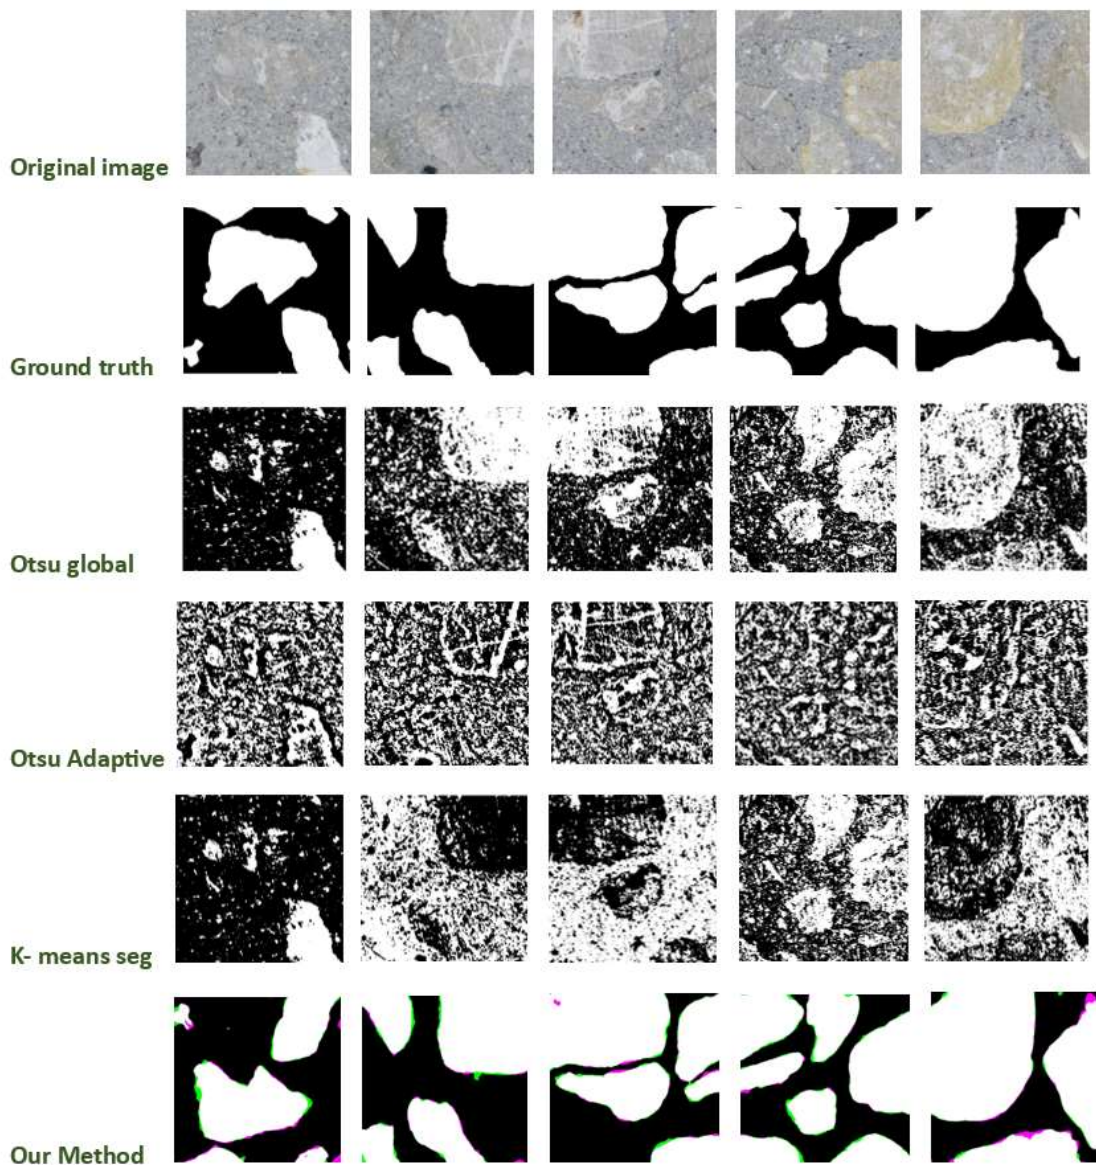 Original image
Ground truth
Otsu global
Otsu Adaptive
K- means seg
Our Method